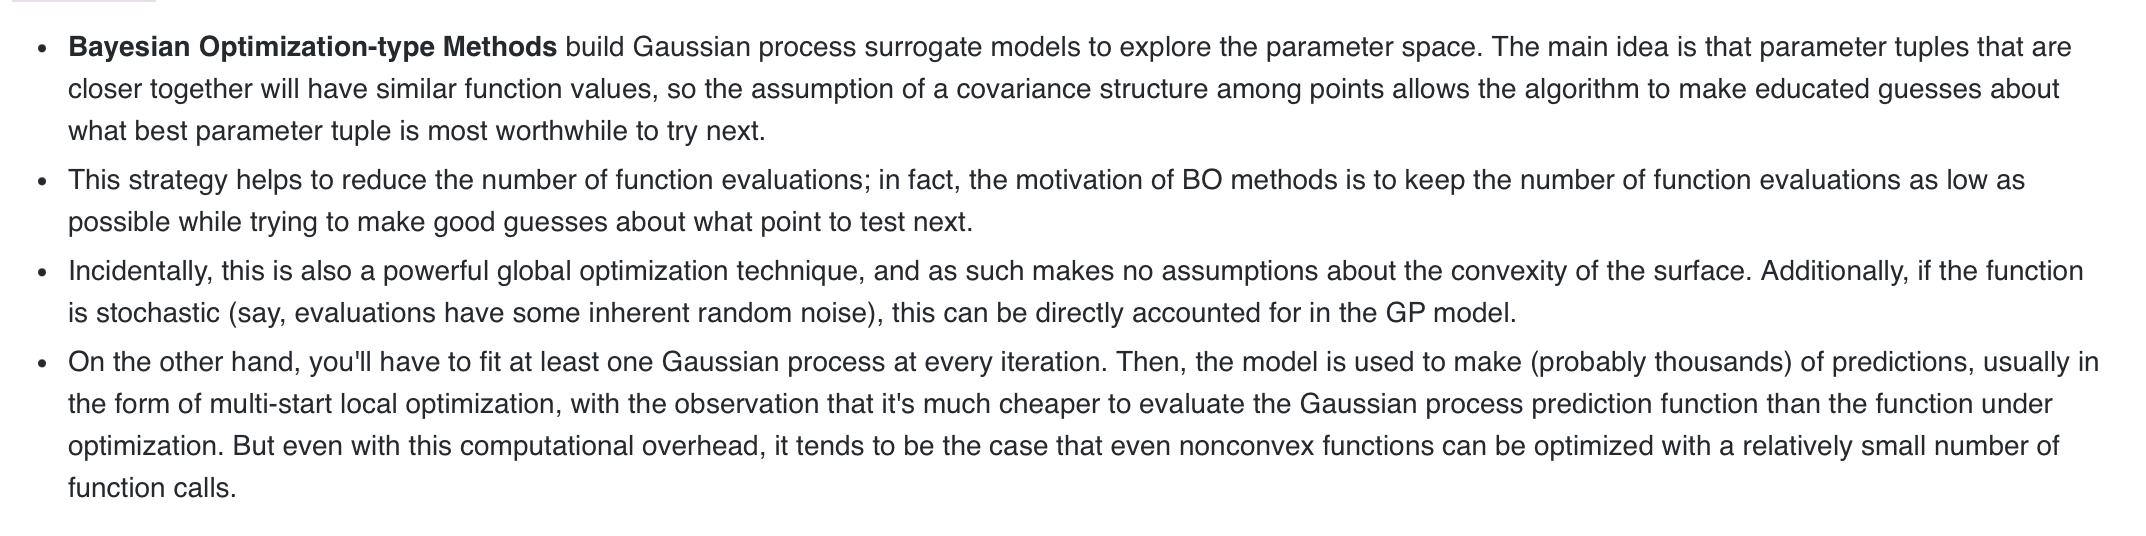 • Bayesian Optimization-type Methods build Gaussian process surrogate models to explore the parameter space. The main idea is that parameter tuples that are
closer together will have similar function values, so the assumption of a covariance structure among points allows the algorithm to make educated guesses about
what best parameter tuple is most worthwhile to try next.
• This strategy helps to reduce the number of function evaluations; in fact, the motivation of BO methods is to keep the number of function evaluations as low as
possible while trying to make good guesses about what point to test next.
• Incidentally, this is also a powerful global optimization technique, and as such makes no assumptions about the convexity of the surface. Additionally, if the function
is stochastic (say, evaluations have some inherent random noise), this can be directly accounted for in the GP model.
• On the other hand, you'll have to fit at least one Gaussian process at every iteration. Then, the model is used to make (probably thousands) of predictions, usually in
the form of multi-start local optimization, with the observation that it's much cheaper to evaluate the Gaussian process prediction function than the function under
optimization. But even with this computational overhead, it tends to be the case that even nonconvex functions can be optimized with a relatively small number of
function calls.